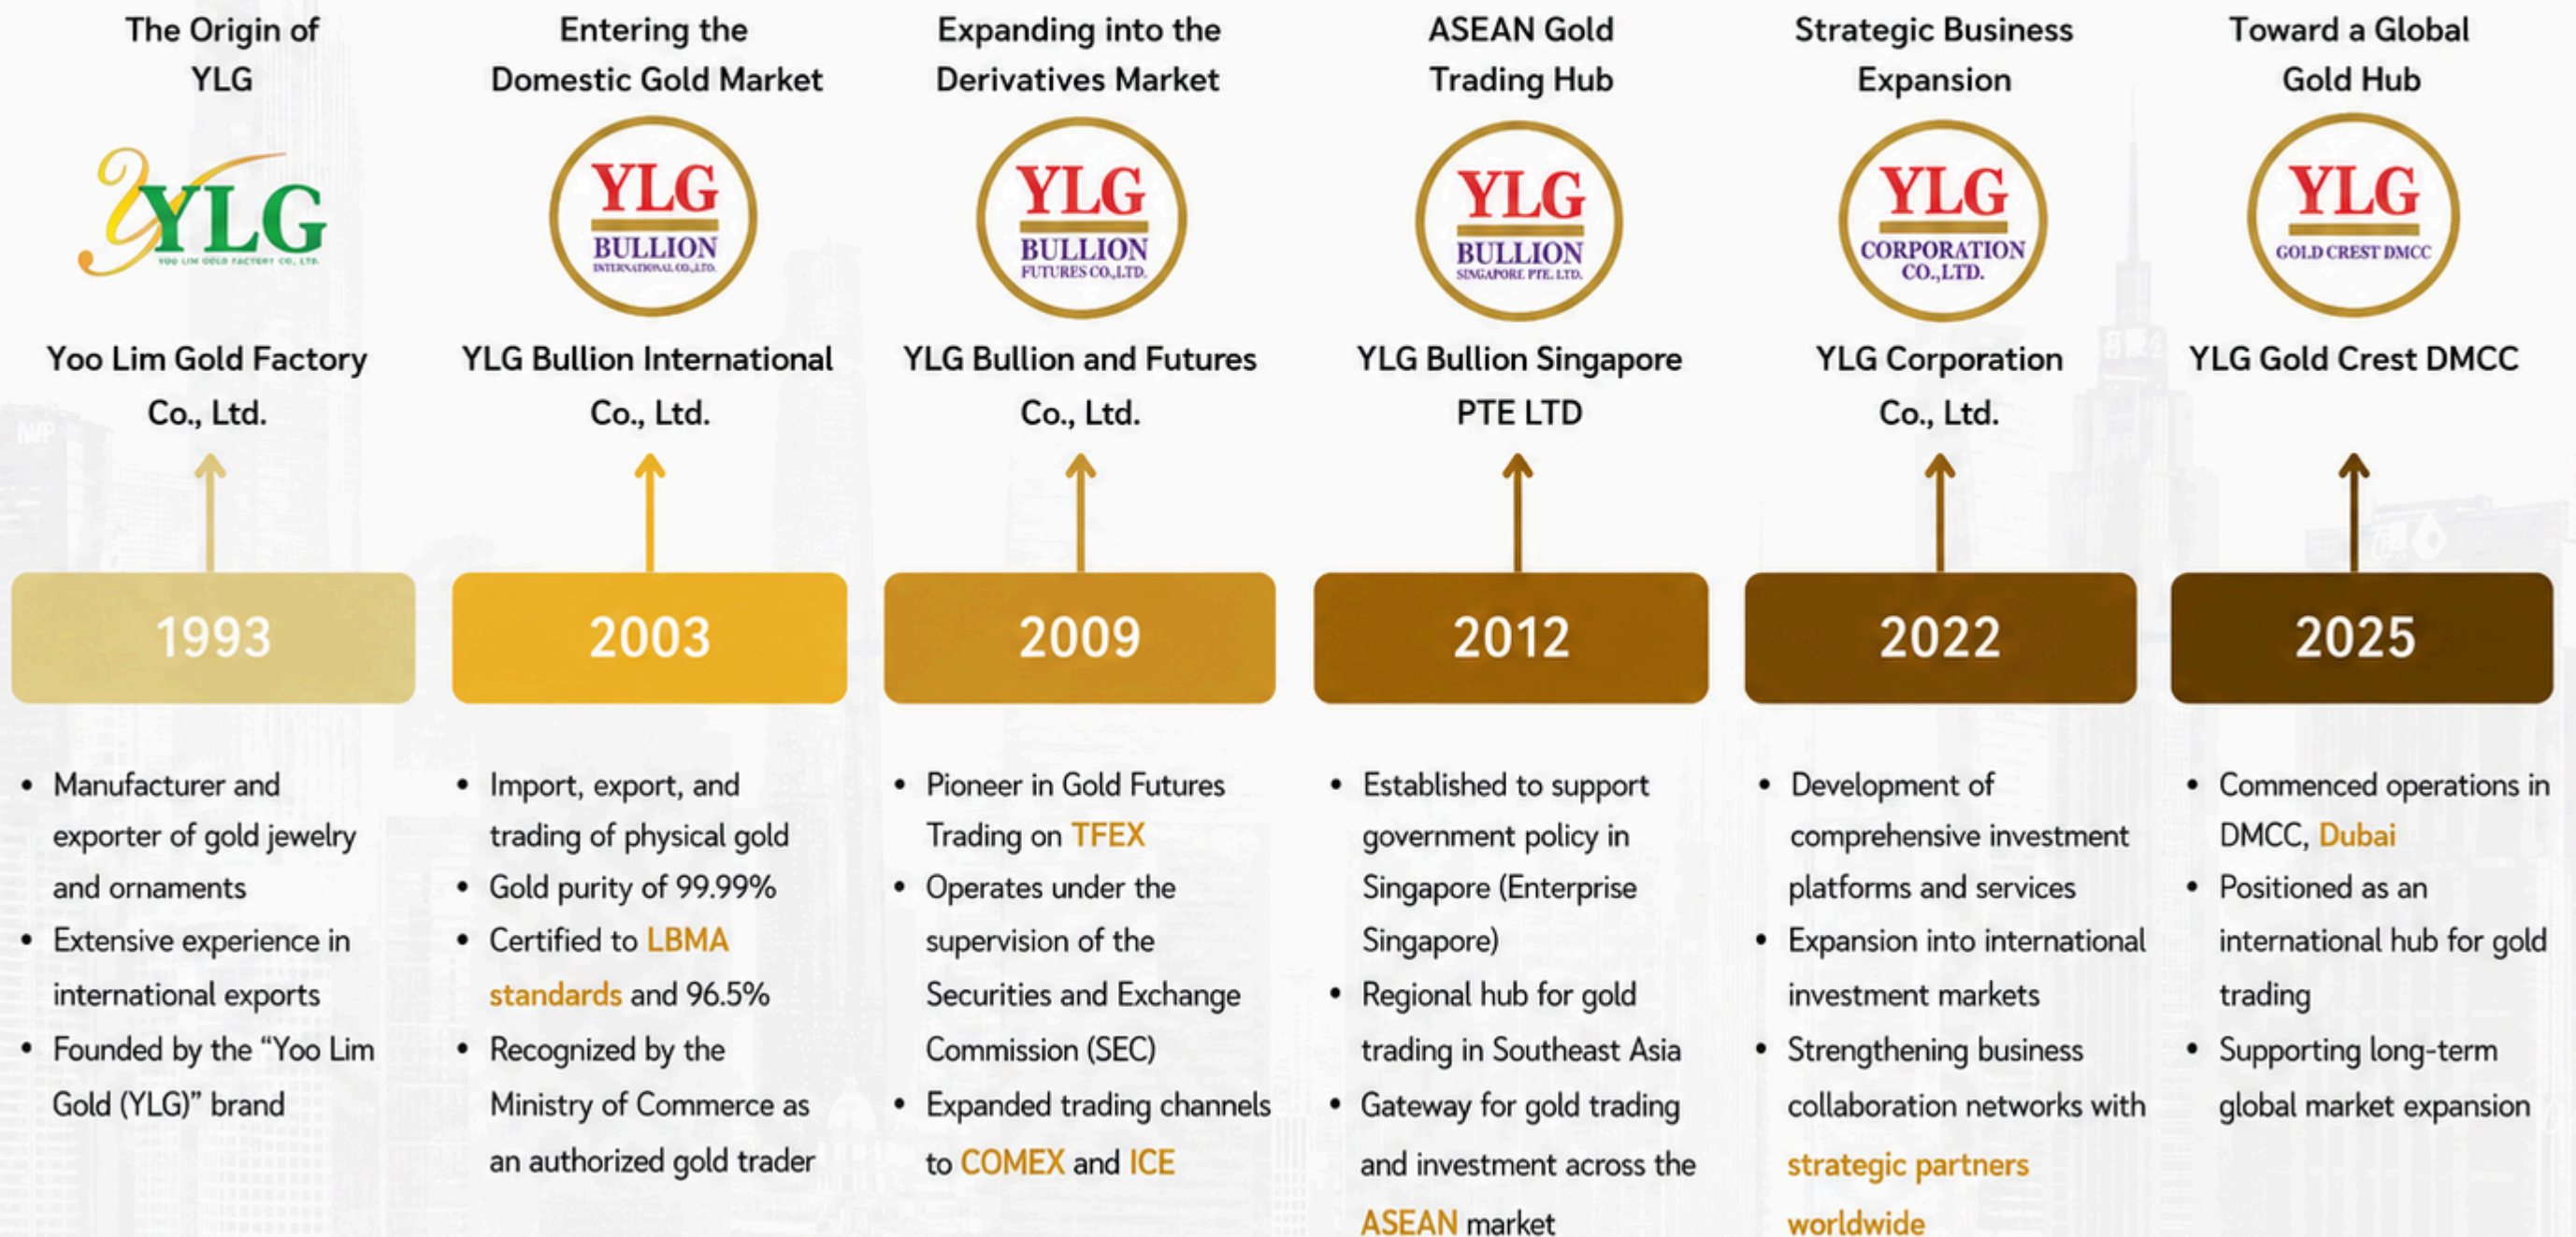 The Origin of
YLG
YLG
YOO LIM GOLD FACTORY CO., LTD.
Yoo Lim Gold Factory
Co., Ltd.
1993
• Manufacturer and
exporter of gold jewelry
and ornaments
• Extensive experience in
international exports
• Founded by the “Yoo Lim
Gold (YLG)” brand
Entering the
Domestic Gold Market
YLG
BULLION
INTERNATIONAL CO.,LTD.
YLG Bullion International
Co., Ltd.
2003
• Import, export, and
trading of physical gold
• Gold purity of 99.99%
• Certified to LBMA
standards and 96.5%
• Recognized by the
Ministry of Commerce as
an authorized gold trader
Expanding into the
Derivatives Market
YLG
BULLION
FUTURES CO.,LTD.
YLG Bullion and Futures
Co., Ltd.
2009
• Pioneer in Gold Futures
Trading on TFEX
• Operates under the
supervision of the
Securities and Exchange
Commission (SEC)
• Expanded trading channels
to COMEX and ICE
ASEAN Gold
Trading Hub
YLG
BULLION
SINGAPORE PTE. LTD.
YLG Bullion Singapore
PTE LTD
2012
• Established to support
government policy in
Singapore (Enterprise
Singapore)
• Regional hub for gold
trading in Southeast Asia
• Gateway for gold trading
and investment across the
ASEAN market
Strategic Business
Expansion
YLG
CORPORATION
CO.,LTD.
YLG Corporation
Co., Ltd.
2022
• Development of
comprehensive investment
platforms and services
• Expansion into international
investment markets
• Strengthening business
collaboration networks with
strategic partners
worldwide
Toward a Global
Gold Hub
YLG
GOLD CREST DMCC
YLG Gold Crest DMCC
2025
• Commenced operations in
DMCC, Dubai
• Positioned as an
international hub for gold
trading
• Supporting long-term
global market expansion